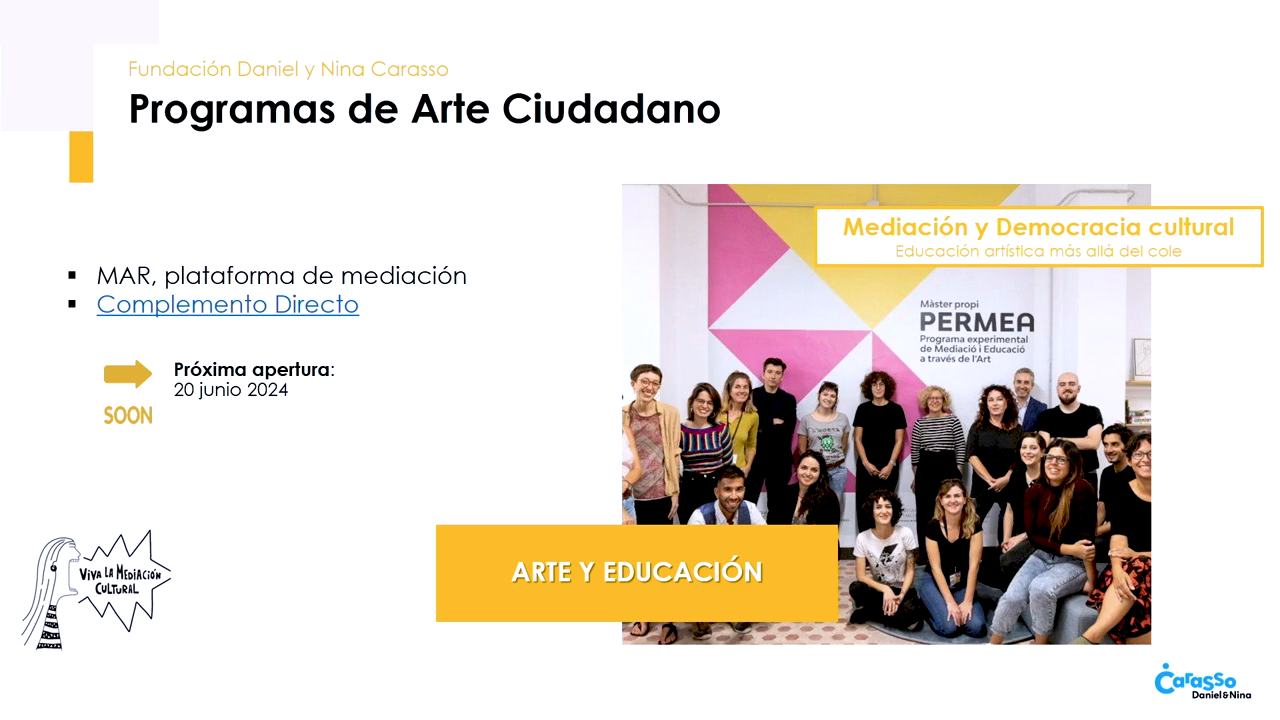 Fundación Daniel y Nina Carasso
Programas de Arte Ciudadano
Mediación y Democracia cultural
Educación artística más allá del cole
▪ MAR, plataforma de mediación
▪ Complemento Directo
Próxima apertura:
20 junio 2024
SOON
Màster propi
PERMEA
Programa experimental
de Mediació i Educació
a través de l'Art
VIVA LA MEDIACIÓN
CULTURAL
ARTE Y EDUCACIÓN
Carasso
Daniel&Nina